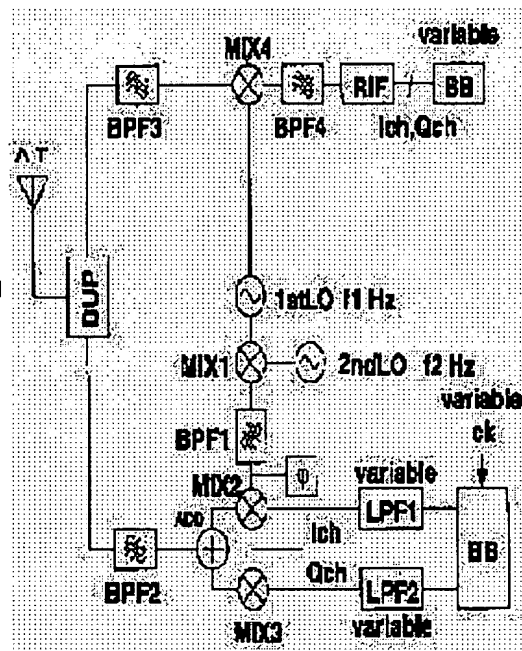 variable
MIX4
RIF
BB
BPF3
BPF4
Ich,Qch
AT
DUP
1stLO f1 Hz
MIX1
2ndLO f2 Hz
variable
ck
BPF1
φ
variable
MIX2
ADD
LPF1
Ich
BB
BPF2
Qch
LPF2
MIX3
variable